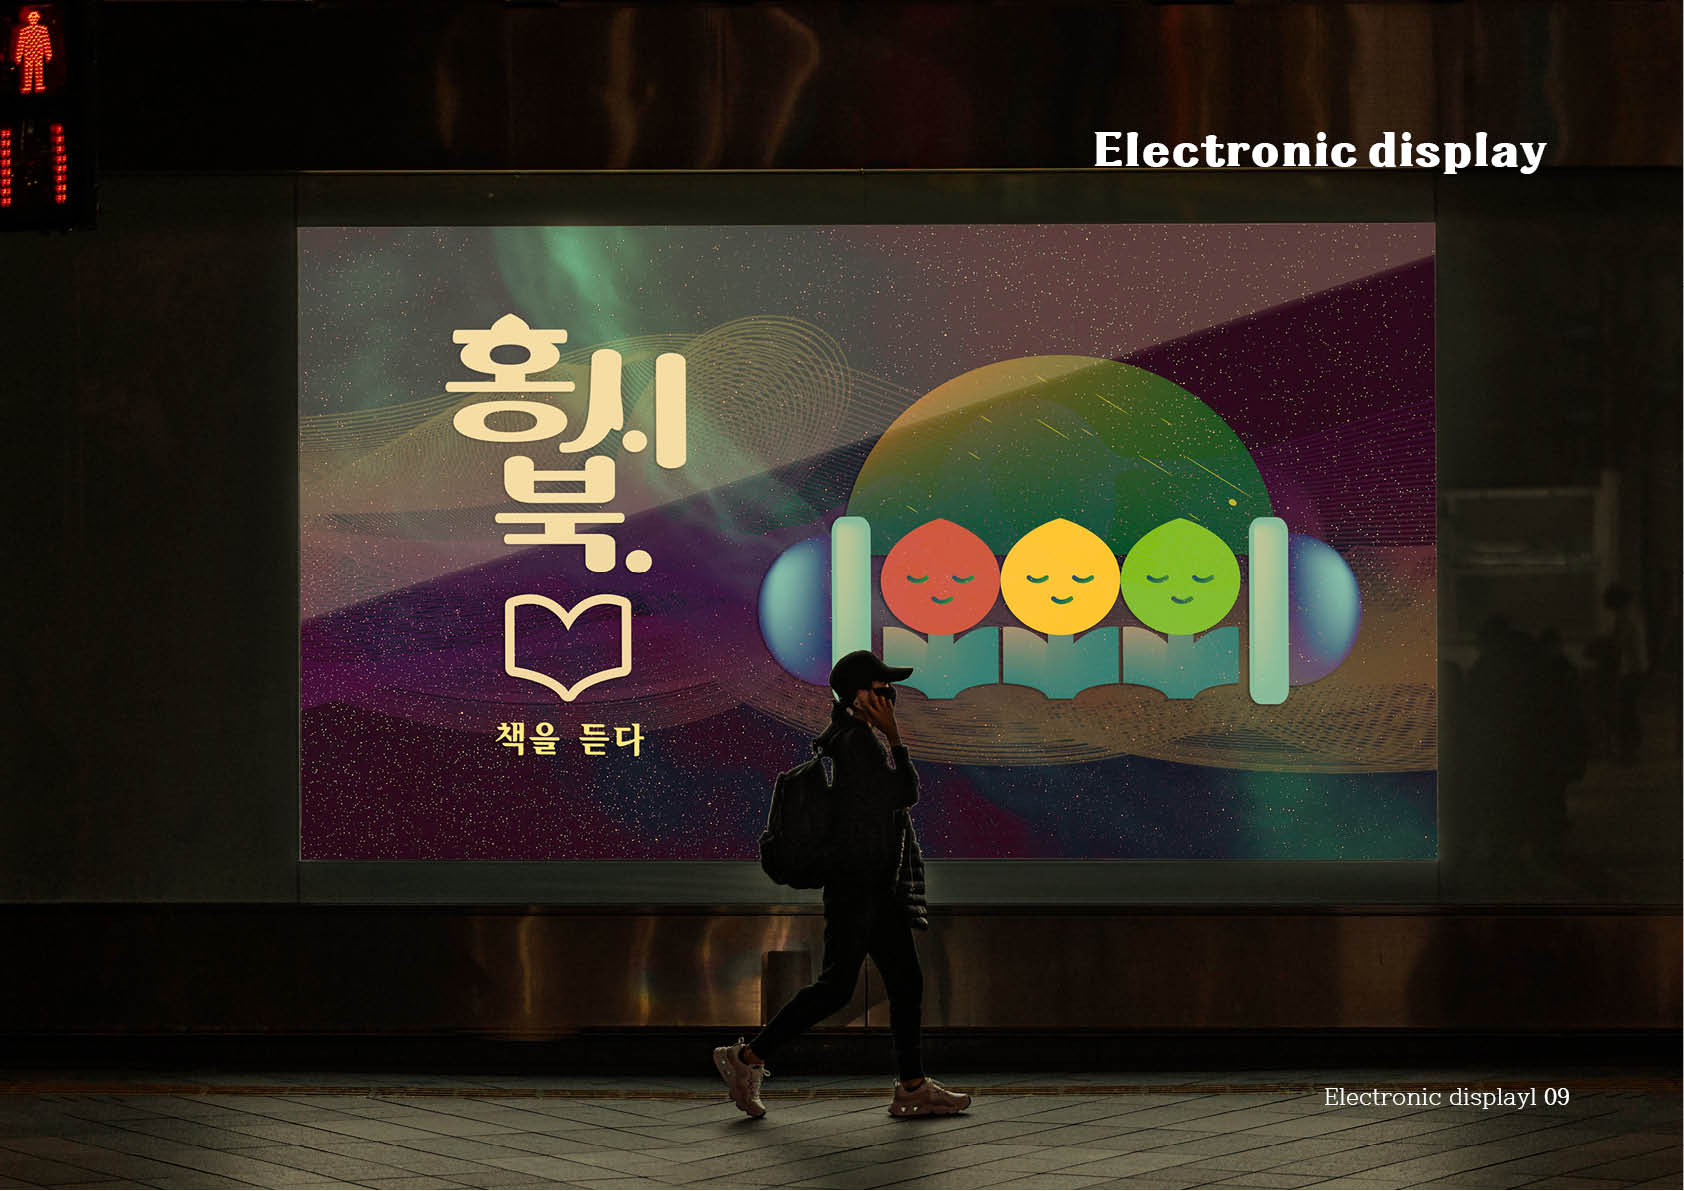 Electronic display
홍시
북.
책을 듣다
Electronic displayl 09